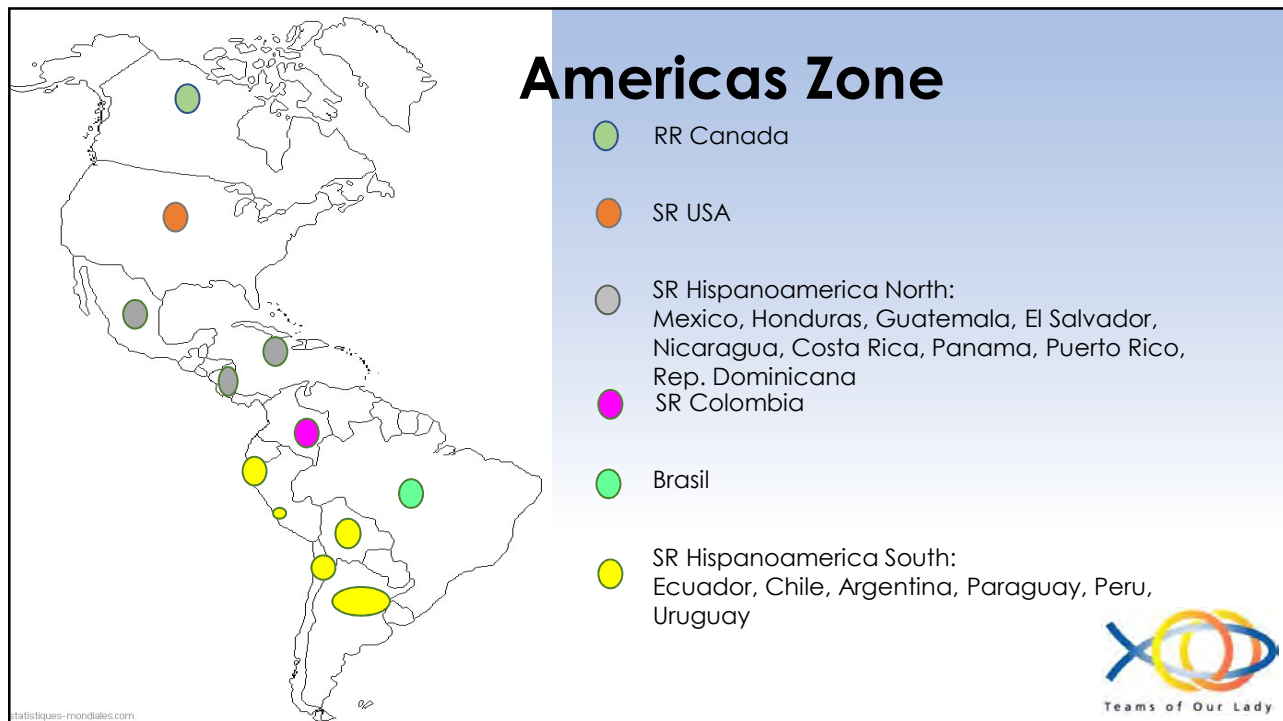 Americas Zone
RR Canada
SR USA
SR Hispanoamerica North:
Mexico, Honduras, Guatemala, El Salvador,
Nicaragua, Costa Rica, Panama, Puerto Rico,
Rep. Dominicana
SR Colombia
Brasil
SR Hispanoamerica South:
Ecuador, Chile, Argentina, Paraguay, Peru,
Uruguay
Teams of Our Lady
statistiques-mondiales.com